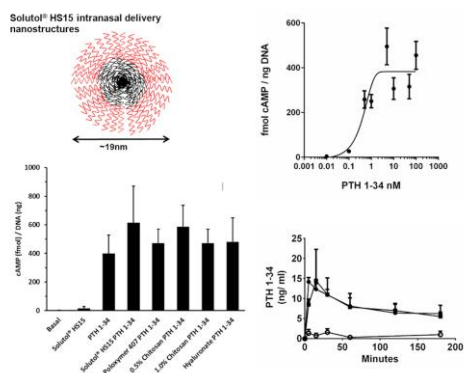 Solutol® HS15 intranasal delivery
nanostructures
~19nm
fmol cAMP / ng DNA
600
400
200
0
0.001
0.01
0.1
1
10
100
1000
PTH 1-34 nM
cAMP (fmol) / DNA (ng)
1000
800
600
400
200
0
Basal
Solutol® HS15
PTH 1-34
Solutol® HS15 PTH 1-34
Poloxymer 407 PTH 1-34
0.5% Chitosan PTH 1-34
1.0% Chitosan PTH 1-34
Hyaluronate PTH 1-34
PTH 1-34
(ng/ ml)
25
20
15
10
5
0
0
50
100
150
200
Minutes